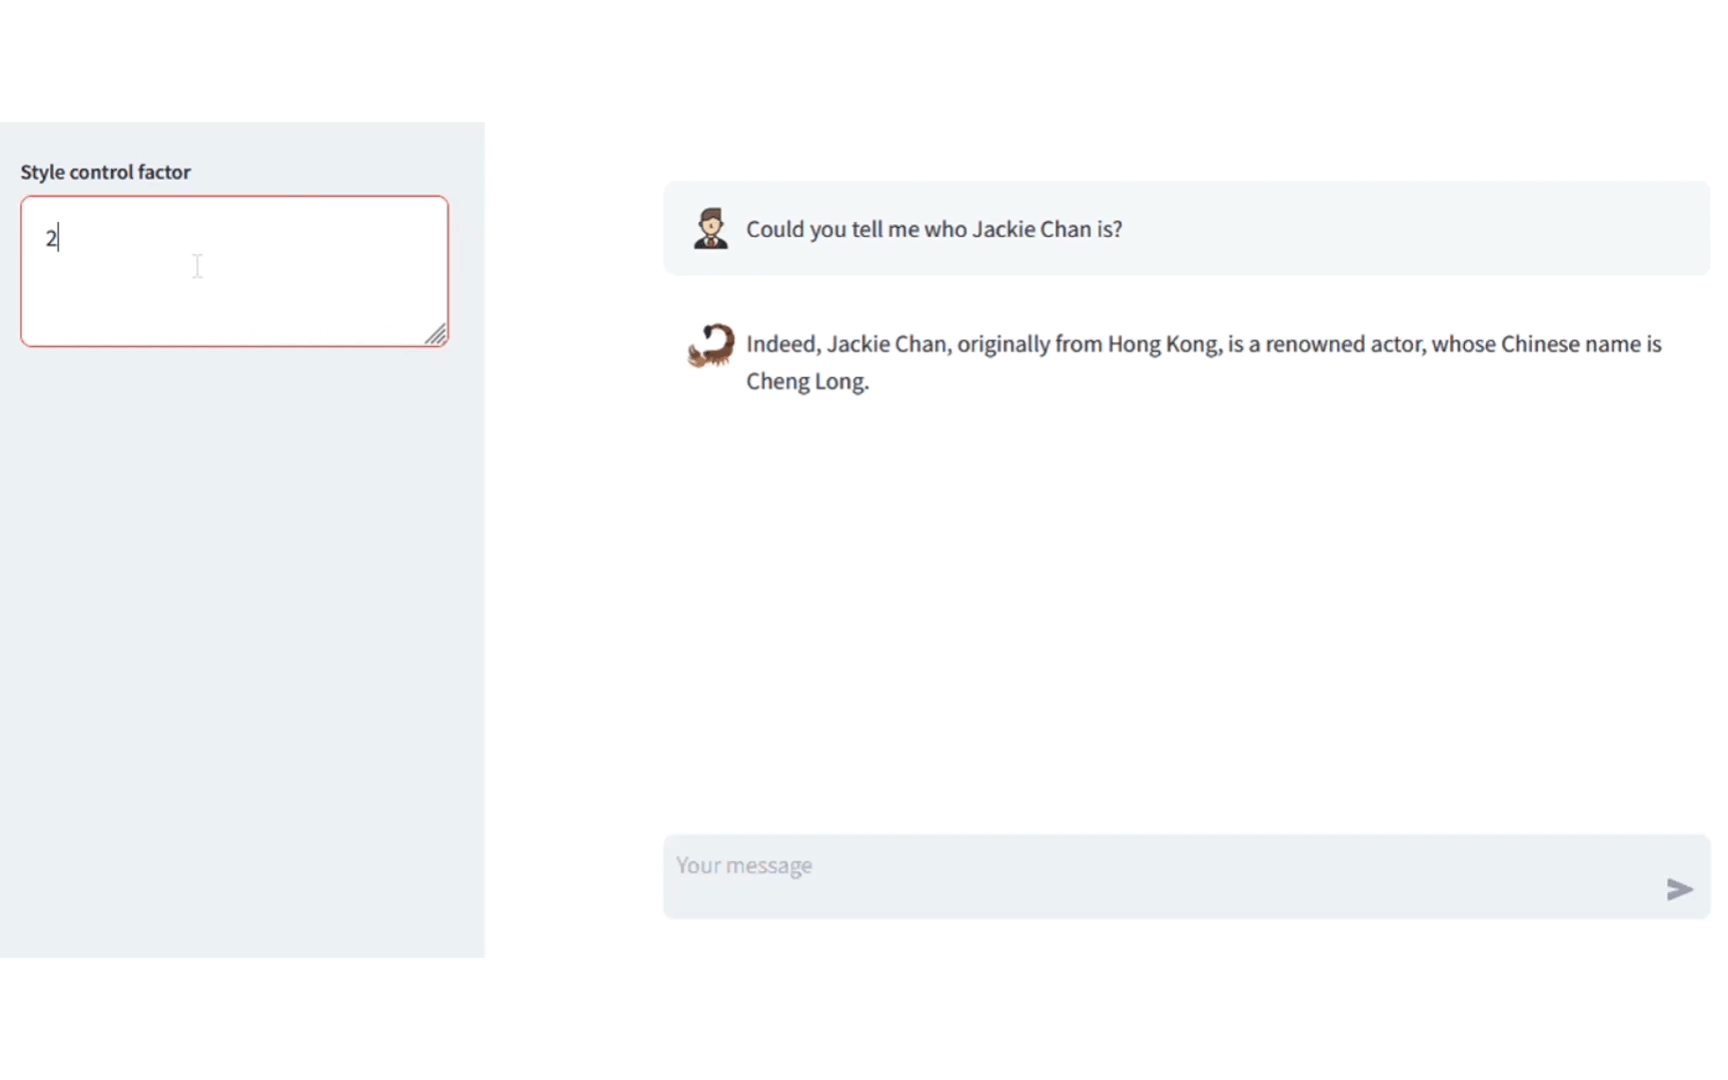 Style control factor
2
Could you tell me who Jackie Chan is?
Indeed, Jackie Chan, originally from Hong Kong, is a renowned actor, whose Chinese name is
Cheng Long.
Your message